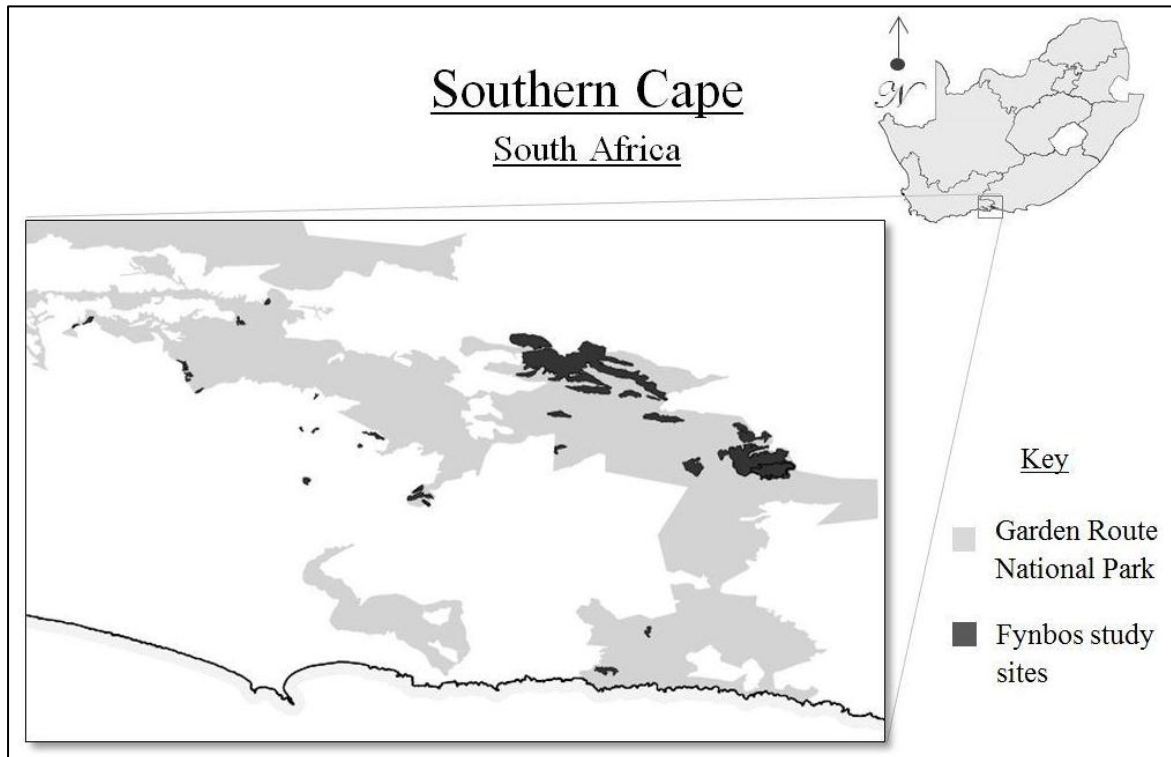 Southern Cape
South Africa
N
Key
Garden Route
National Park
Fynbos study
sites